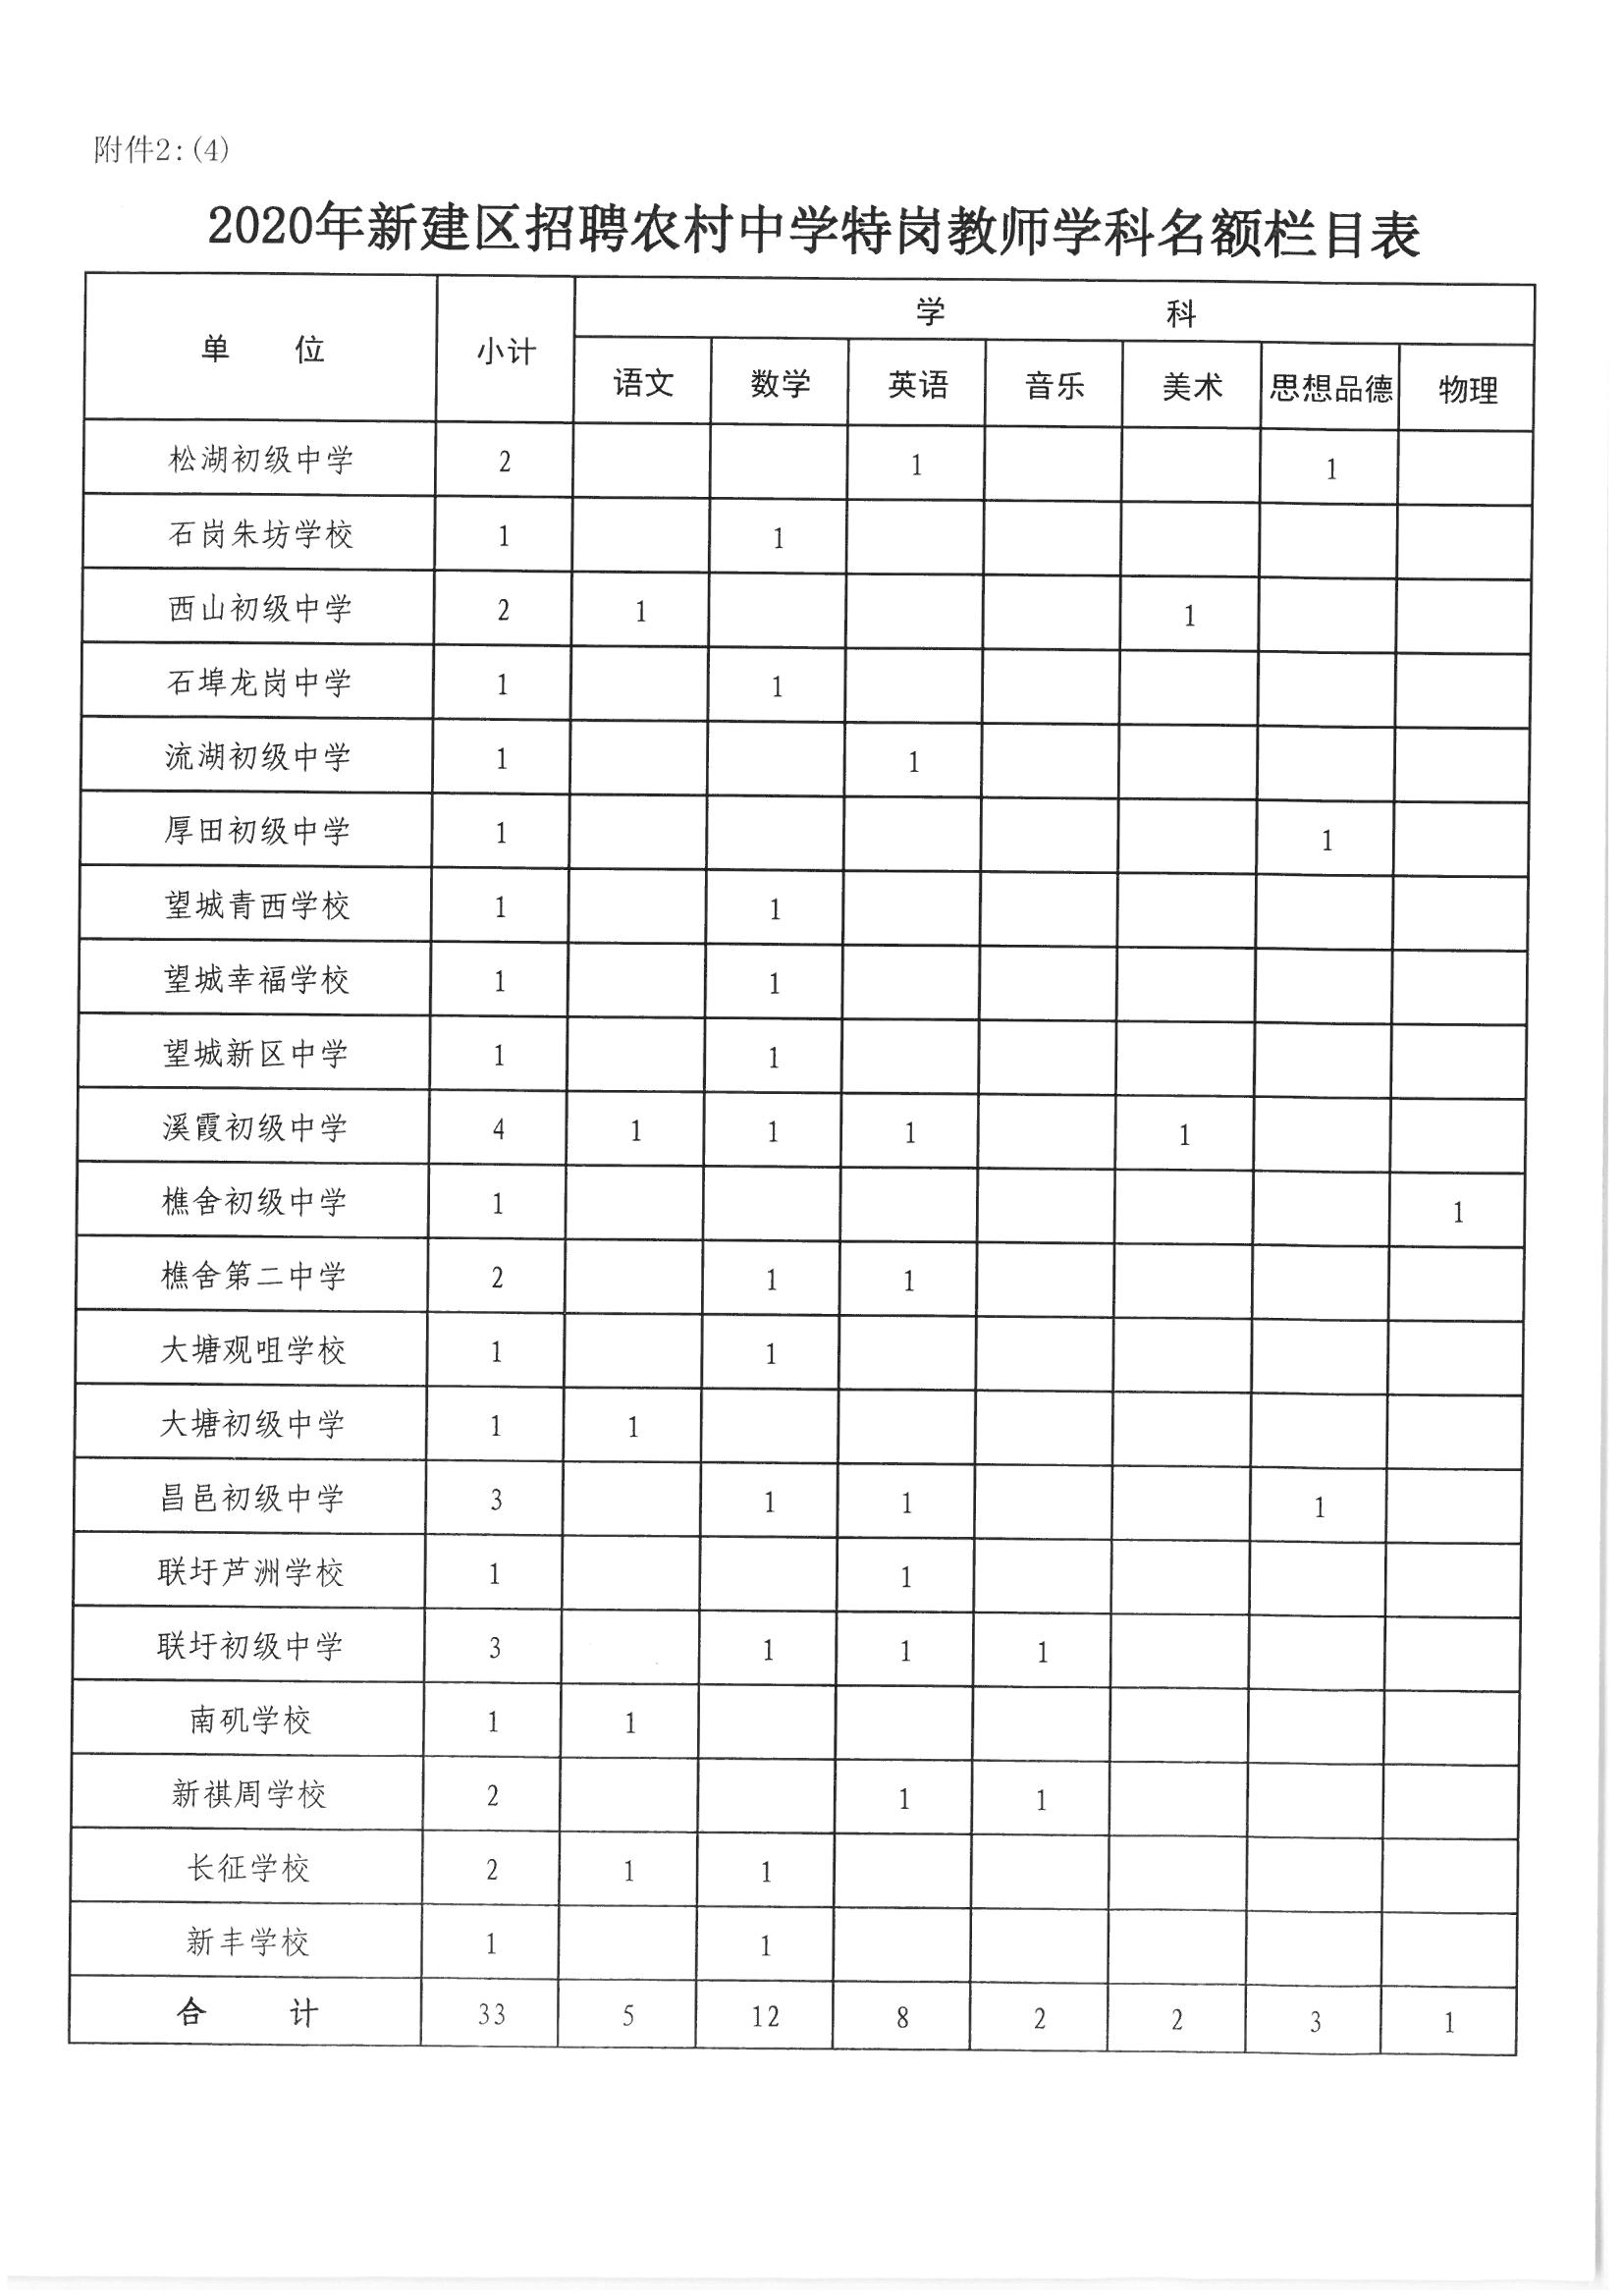 附件2:(4)
2020年新建区招聘农村中学特岗教师学科名额栏目表
单 位 小计 学 科
语文 数学 英语 音乐 美术 思想品德 物理
松湖初级中学 2 1 1
石岗朱坊学校 1 1
西山初级中学 2 1 1
石埠龙岗中学 1 1
流湖初级中学 1 1
厚田初级中学 1 1
望城青西学校 1 1
望城幸福学校 1 1
望城新区中学 1 1
溪霞初级中学 4 1 1 1 1
樵舍初级中学 1 1
樵舍第二中学 2 1 1
大塘观咀学校 1 1
大塘初级中学 1 1
昌邑初级中学 3 1 1 1
联圩芦洲学校 1 1
联圩初级中学 3 1 1 1
南矶学校 1 1
新祺周学校 2 1 1
长征学校 2 1 1
新丰学校 1 1
合 计 33 5 12 8 2 2 3 1